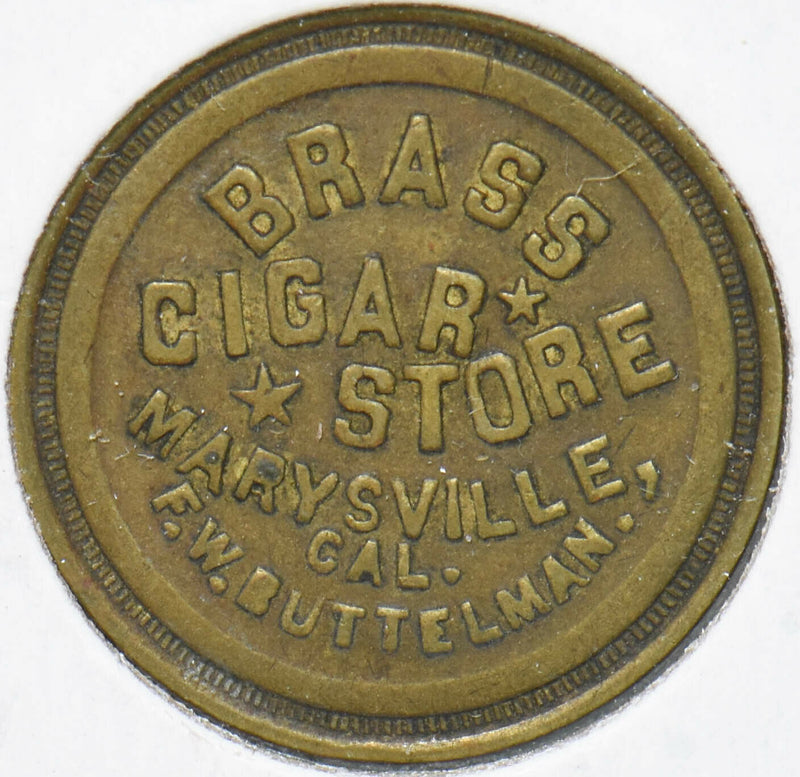 BRASS
CIGAR
STORE
MARYSVILLE,
CAL.
F.W.BUTTELMAN.